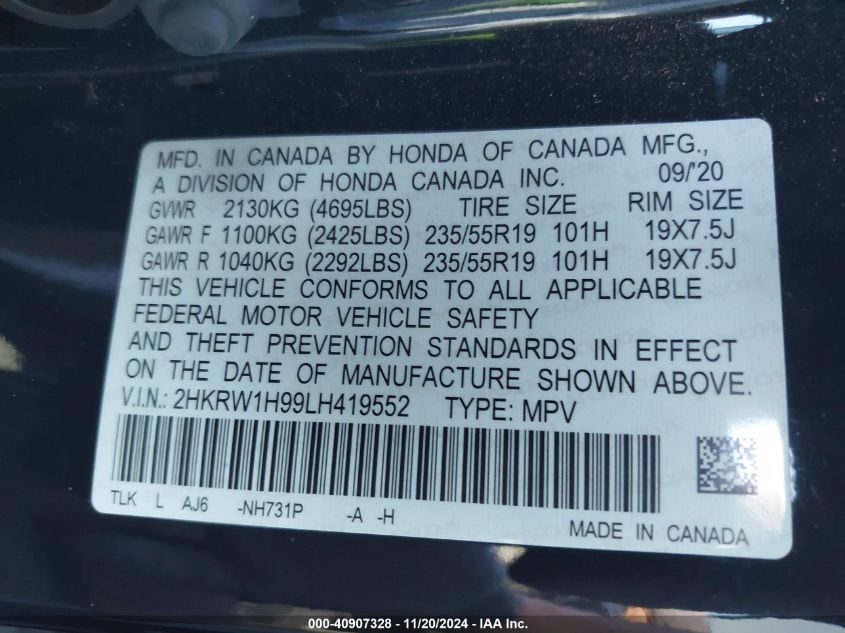 MFD. IN CANADA BY HONDA OF CANADA MFG.,
A DIVISION OF HONDA CANADA INC. 09/'20
GVWR 2130KG (4695LBS) TIRE SIZE RIM SIZE
GAWR F 1100KG (2425LBS) 235/55R19 101H 19X7.5J
GAWR R 1040KG (2292LBS) 235/55R19 101H 19X7.5J
THIS VEHICLE CONFORMS TO ALL APPLICABLE
FEDERAL MOTOR VEHICLE SAFETY
AND THEFT PREVENTION STANDARDS IN EFFECT
ON THE DATE OF MANUFACTURE SHOWN ABOVE.
V.I.N.: 2HKRW1H99LH419552 TYPE: MPV
TLK L AJ6 -NH731P -A -H
MADE IN CANADA
000-40907328 - 11/20/2024 - IAA Inc.